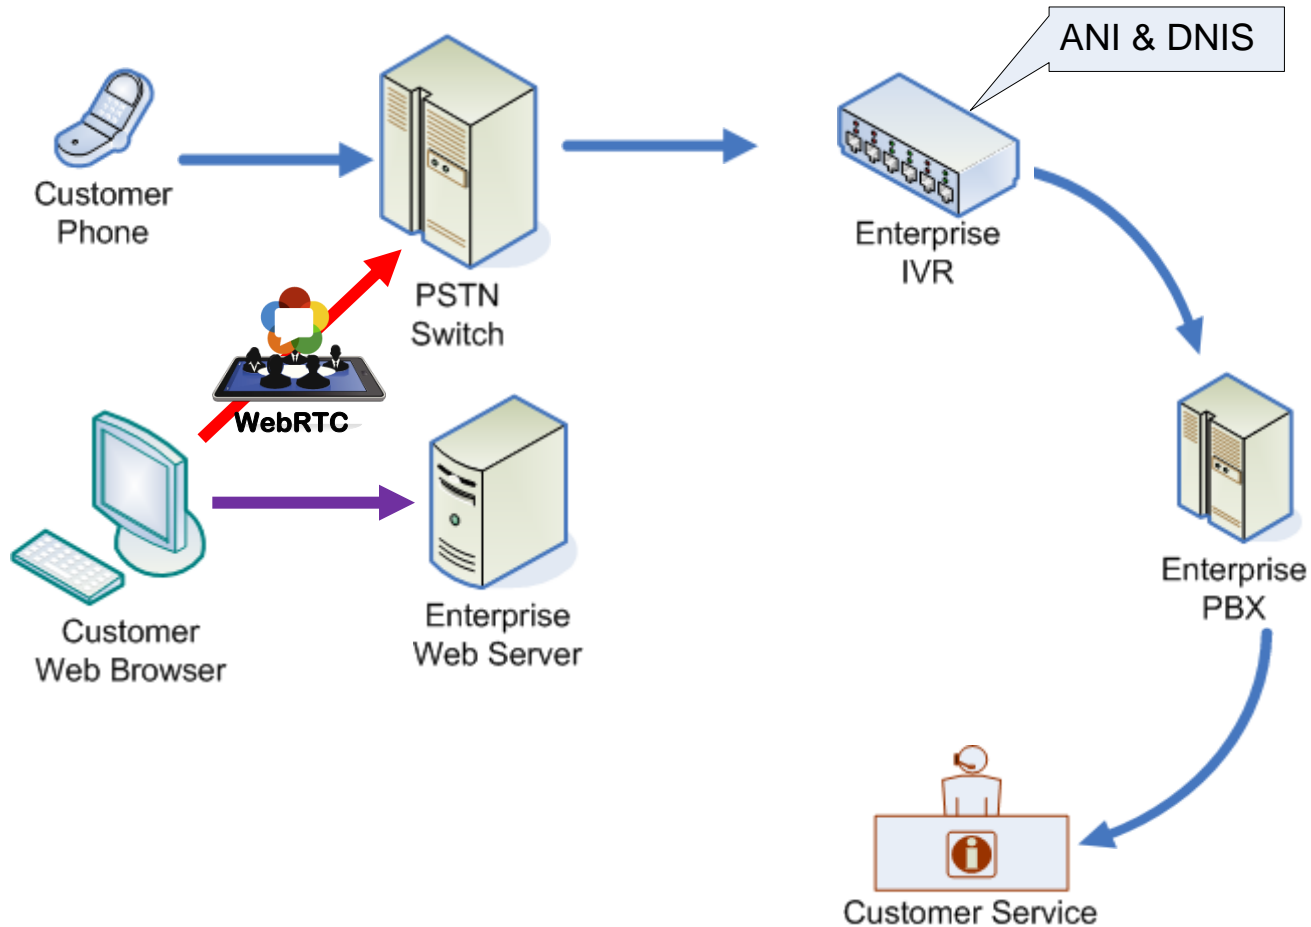 ANI & DNIS
Customer
Phone
PSTN
Switch
Enterprise
IVR
WebRTC
Customer
Web Browser
Enterprise
Web Server
Enterprise
PBX
Customer Service